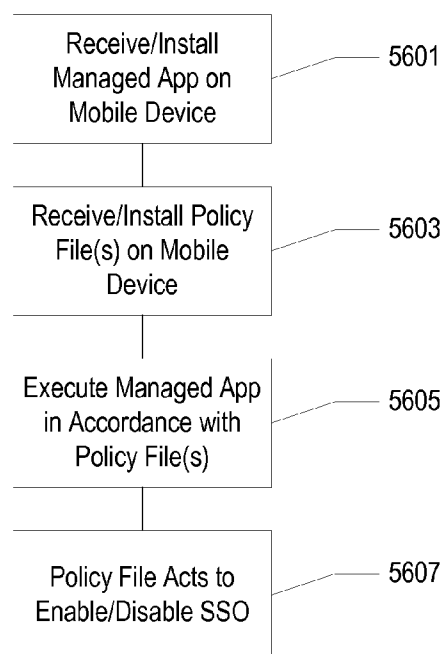 Receive/Install
Managed App on
Mobile Device
5601
Receive/Install Policy
File(s) on Mobile
Device
5603
Execute Managed App
in Accordance with
Policy File(s)
5605
Policy File Acts to
Enable/Disable SSO
5607